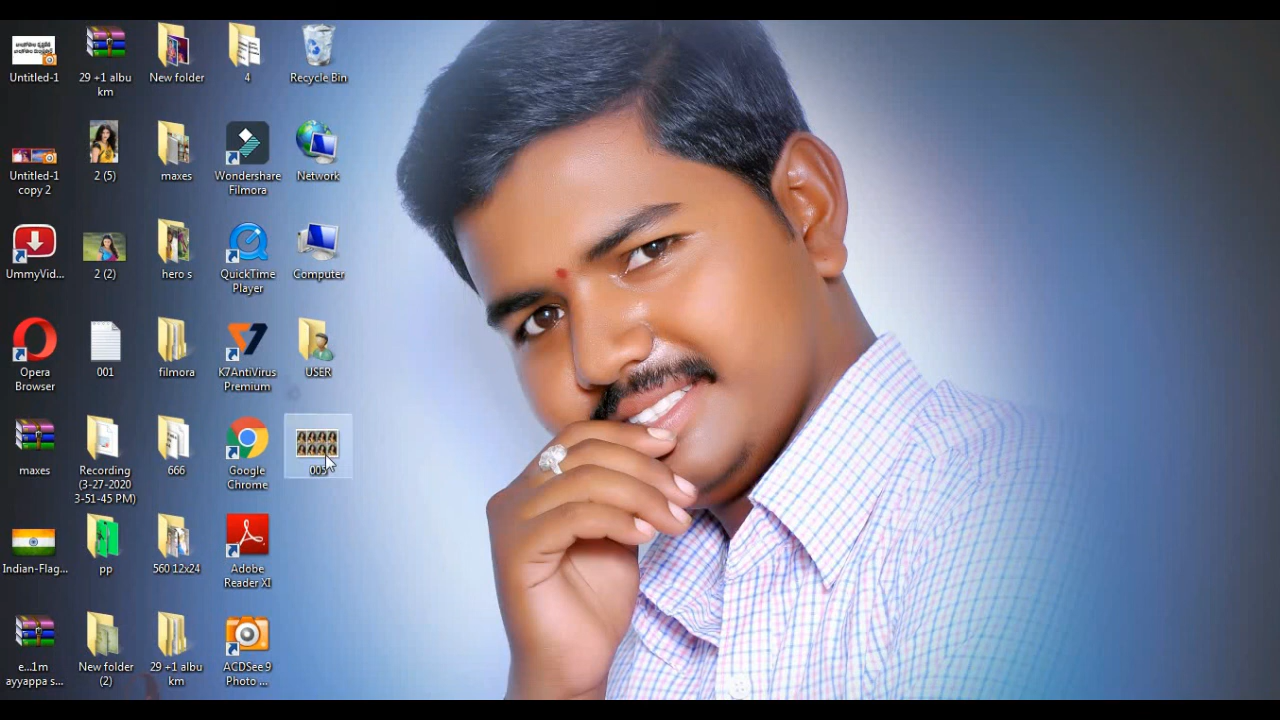 Untitled-1
29 +1 albu
km
New folder
4
Recycle Bin
Untitled-1
copy 2
2 (5)
maxes
Wondershare
Filmora
Network
UmmyVid...
2 (2)
hero s
QuickTime
Player
Computer
Opera
Browser
001
filmora
K7AntiVirus
Premium
USER
maxes
Recording
(3-27-2020
3-51-45 PM)
666
Google
Chrome
Indian-Flag...
pp
560 12x24
Adobe
Reader XI
e...1m
ayyappa s...
New folder
(2)
29 +1 albu
km
ACDSee 9
Photo ...